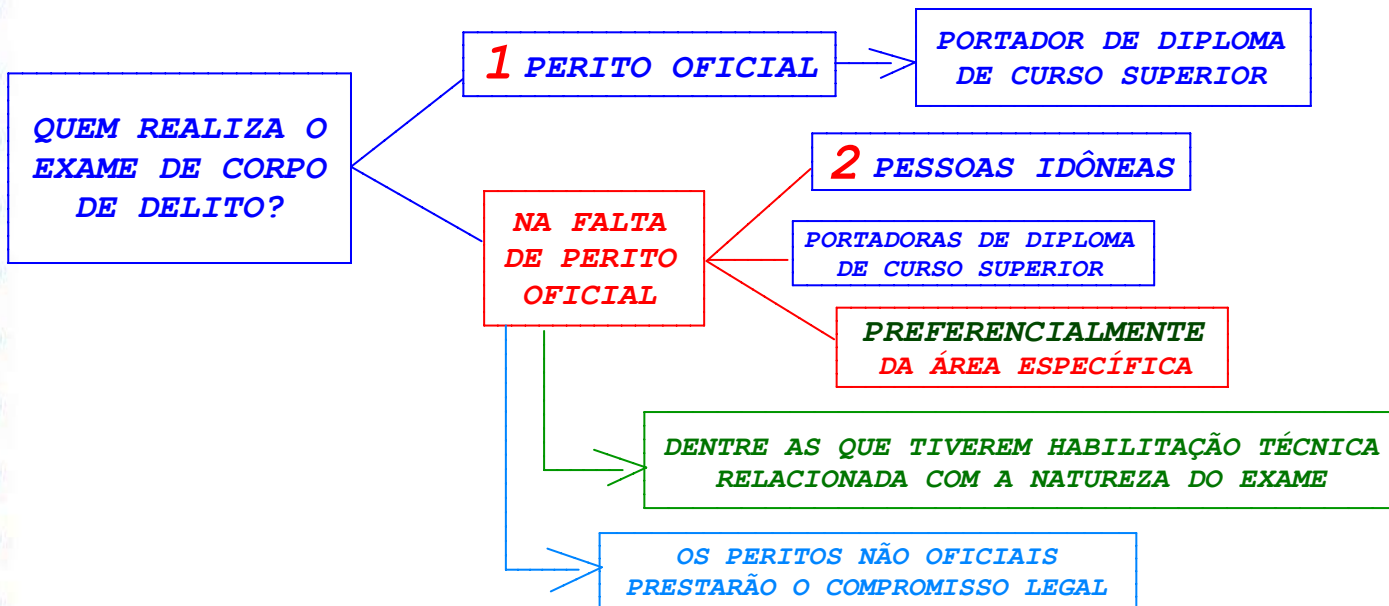 QUEM REALIZA O
EXAME DE CORPO
DE DELITO?
1 PERITO OFICIAL
PORTADOR DE DIPLOMA
DE CURSO SUPERIOR
NA FALTA
DE PERITO
OFICIAL
2 PESSOAS IDÔNEAS
PORTADORAS DE DIPLOMA
DE CURSO SUPERIOR
PREFERENCIALMENTE
DA ÁREA ESPECÍFICA
DENTRE AS QUE TIVEREM HABILITAÇÃO TÉCNICA
RELACIONADA COM A NATUREZA DO EXAME
OS PERITOS NÃO OFICIAIS
PRESTARÃO O COMPROMISSO LEGAL